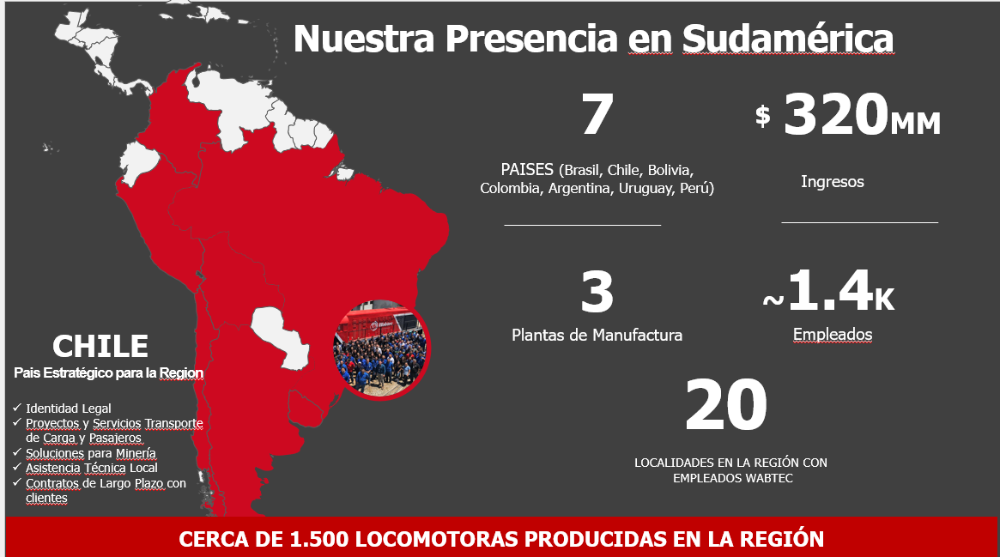 Nuestra Presencia en Sudamérica
7
PAISES (Brasil, Chile, Bolivia,
Colombia, Argentina, Uruguay, Perú)
$ 320MM
Ingresos
3
Plantas de Manufactura
~1.4K
Empleados
20
LOCALIDADES EN LA REGIÓN CON
EMPLEADOS WABTEC
CHILE
Pais Estratégico para la Region
✓ Identidad Legal
✓ Proyectos y Servicios Transporte
de Carga y Pasajeros
✓ Soluciones para Minería
✓ Asistencia Técnica Local
✓ Contratos de Largo Plazo con
clientes
CERCA DE 1.500 LOCOMOTORAS PRODUCIDAS EN LA REGIÓN